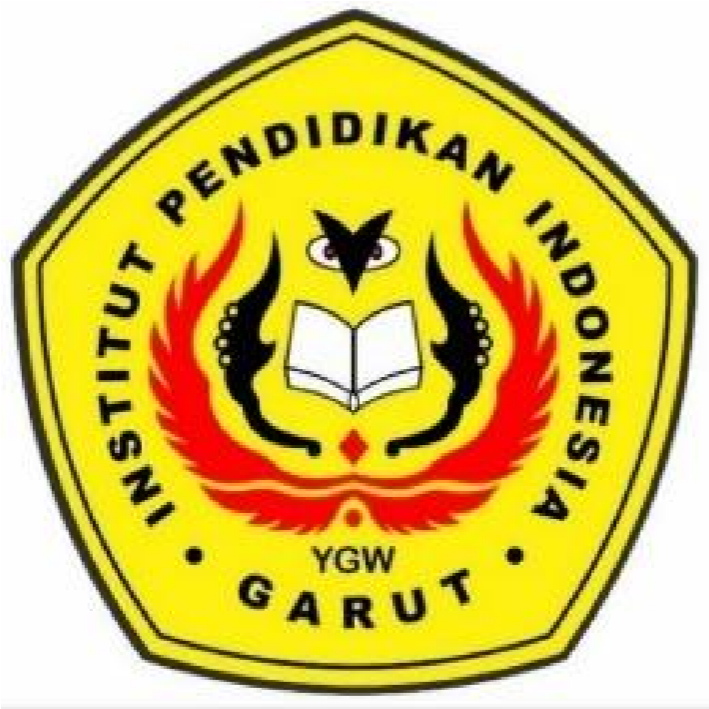 INSTITUT PENDIDIKAN INDONESIA
YGW
• GARUT •